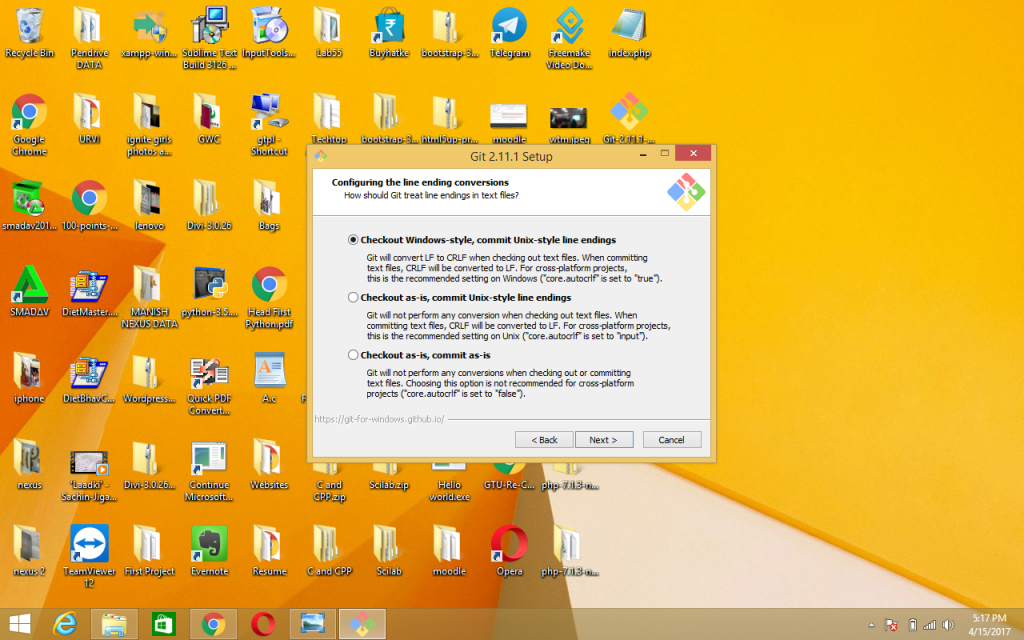 Recycle Bin
Pendrive DATA
xampp-win...
Sublime Text Build 3126 ...
InputTools...
Lab55
Buyhatke
bootstrap-3...
Telegram
Freemake Video Do...
index.php
Google Chrome
URVI
ignite girls photos a...
GWC
gtpl - Shortcut
Techtop
bootstrap-3...
html5up-pr...
moodle
witm.jpeg
Git-2.11.1-...
Git 2.11.1 Setup
Configuring the line ending conversions
How should Git treat line endings in text files?
Checkout Windows-style, commit Unix-style line endings
Git will convert LF to CRLF when checking out text files. When committing
text files, CRLF will be converted to LF. For cross-platform projects,
this is the recommended setting on Windows ("core.autocrlf" is set to "true").
Checkout as-is, commit Unix-style line endings
Git will not perform any conversion when checking out text files. When
committing text files, CRLF will be converted to LF. For cross-platform projects,
this is the recommended setting on Unix ("core.autocrlf" is set to "input").
Checkout as-is, commit as-is
Git will not perform any conversions when checking out or committing
text files. Choosing this option is not recommended for cross-platform
projects ("core.autocrlf" is set to "false").
https://git-for-windows.github.io/
< Back
Next >
Cancel
smadav201...
100-points-...
lenovo
Divi-3.0.26
Bags
SMADΔV
DietMaster....
MANISH NEXUS DATA
python-3.5....
Head First Python.pdf
iphone
DietBhavC...
Wordpress...
Quick PDF Convert...
A.c
nexus
'Laadki' - Sachin-Jiga...
Divi-3.0.26...
Continue Microsoft...
Websites
C and CPP.zip
Scilab.zip
Hello world.exe
GTU-Re-C...
php-7.1.3-n...
nexus 2
TeamViewer 12
First Project
Evernote
Resume
C and CPP
Scilab
moodle
Opera
php-7.1.3-n...
5:17 PM
4/15/2017